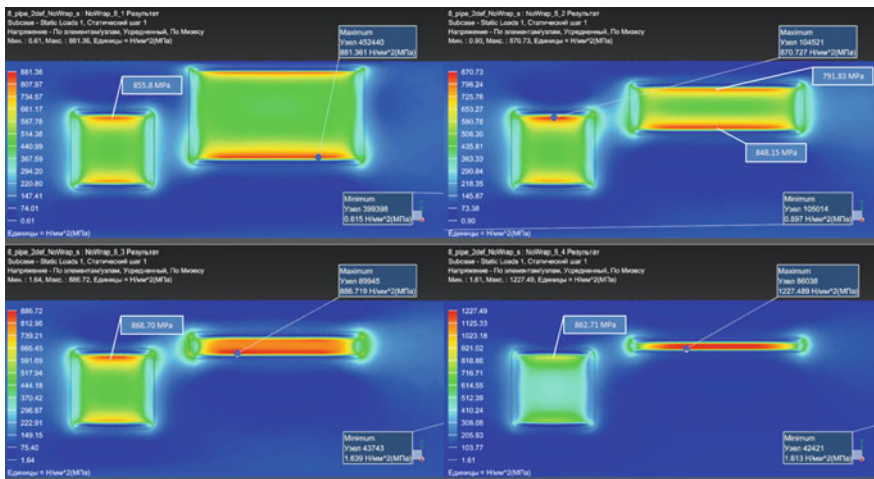 8_pipe_2def_NoWrap_s : NoWrap_5_1 Результат
Subcase - Static Loads 1, Статический шаг 1
Напряжение - По элементам/узлам, Усредненный, По Мизесу
Мин. : 0.61, Макс. : 881.36, Единицы = Н/мм^2(МПа)
Maximum
Узел 452440
881.361 Н/мм^2(МПа)
881.36
807.97
734.57
661.17
587.78
514.38
440.99
367.59
294.20
220.80
147.41
74.01
0.61
855.8 MPa
Minimum
Узел 399398
0.615 Н/мм^2(МПа)
Единицы = Н/мм^2(МПа)
8_pipe_2def_NoWrap_s : NoWrap_5_2 Результат
Subcase - Static Loads 1, Статический шаг 1
Напряжение - По элементам/узлам, Усредненный, По Мизесу
Мин. : 0.90, Макс. : 870.73, Единицы = Н/мм^2(МПа)
Maximum
Узел 104521
870.727 Н/мм^2(МПа)
870.73
798.24
725.76
653.27
580.78
508.30
435.81
363.33
290.84
218.35
145.87
73.38
0.90
791.83 MPa
848.15 MPa
Minimum
Узел 105014
0.897 Н/мм^2(МПа)
Единицы = Н/мм^2(МПа)
8_pipe_2def_NoWrap_s : NoWrap_5_3 Результат
Subcase - Static Loads 1, Статический шаг 1
Напряжение - По элементам/узлам, Усредненный, По Мизесу
Мин. : 1.64, Макс. : 886.72, Единицы = Н/мм^2(МПа)
Maximum
Узел 89945
886.719 Н/мм^2(МПа)
886.72
812.96
739.21
665.45
591.69
517.94
444.18
370.42
296.67
222.91
149.15
75.40
1.64
868.70 MPa
Minimum
Узел 43743
1.639 Н/мм^2(МПа)
Единицы = Н/мм^2(МПа)
8_pipe_2def_NoWrap_s : NoWrap_5_4 Результат
Subcase - Static Loads 1, Статический шаг 1
Напряжение - По элементам/узлам, Усредненный, По Мизесу
Мин. : 1.61, Макс. : 1227.49, Единицы = Н/мм^2(МПа)
Maximum
Узел 86038
1227.489 Н/мм^2(МПа)
1227.49
1125.33
1023.18
921.02
818.86
716.71
614.55
512.39
410.24
308.08
205.93
103.77
1.61
862.71 MPa
Minimum
Узел 42421
1.613 Н/мм^2(МПа)
Единицы = Н/мм^2(МПа)